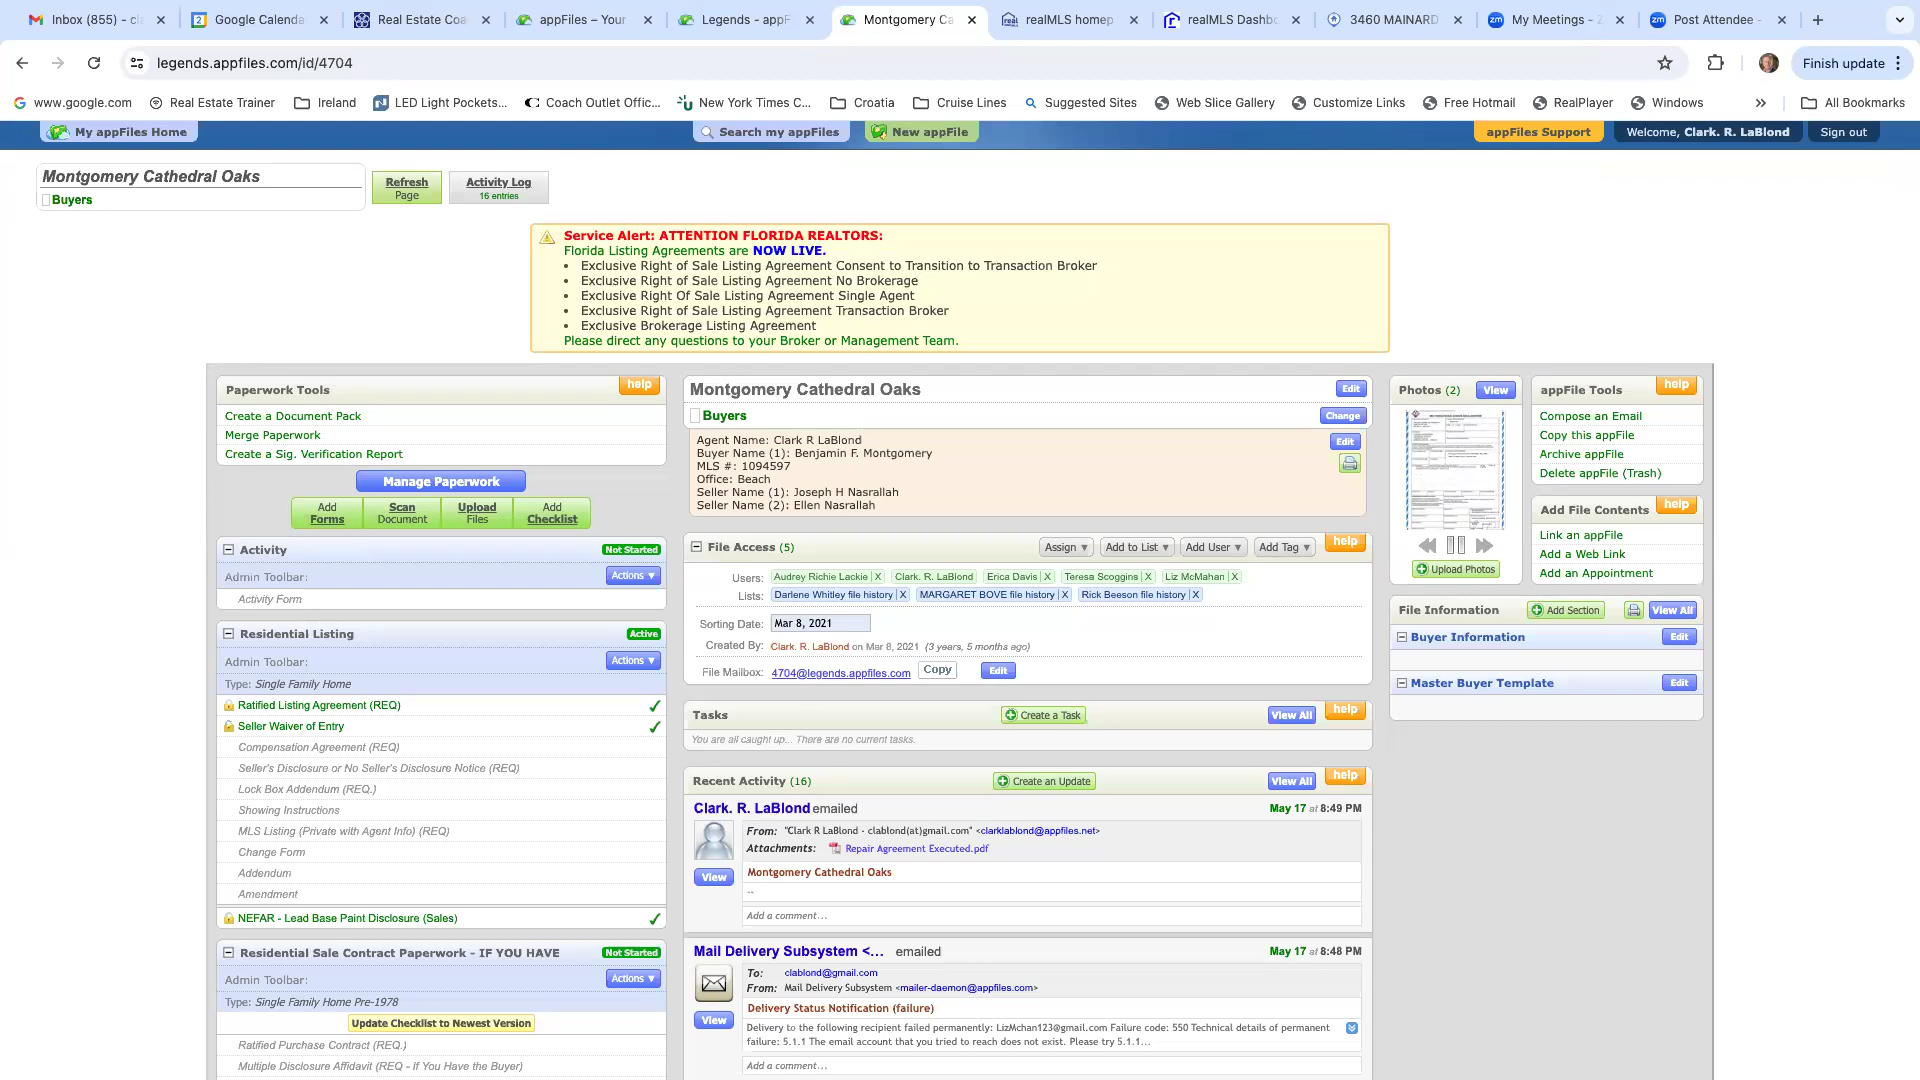 Inbox (855) - cl
Google Calenda
Real Estate Coa
appFiles – Your
Legends - appF
Montgomery Ca
realMLS homep
realMLS Dashbo
3460 MAINARD
My Meetings - Z
Post Attendee -
legends.appfiles.com/id/4704
Finish update
www.google.com
Real Estate Trainer
Ireland
LED Light Pockets...
Coach Outlet Offic...
New York Times C...
Croatia
Cruise Lines
Suggested Sites
Web Slice Gallery
Customize Links
Free Hotmail
RealPlayer
Windows
All Bookmarks
My appFiles Home
Search my appFiles
New appFile
appFiles Support
Welcome, Clark. R. LaBlond
Sign out
Montgomery Cathedral Oaks
Buyers
Refresh
Page
Activity Log
16 entries
Service Alert: ATTENTION FLORIDA REALTORS:
Florida Listing Agreements are NOW LIVE.
• Exclusive Right of Sale Listing Agreement Consent to Transition to Transaction Broker
• Exclusive Right of Sale Listing Agreement No Brokerage
• Exclusive Right Of Sale Listing Agreement Single Agent
• Exclusive Right of Sale Listing Agreement Transaction Broker
• Exclusive Brokerage Listing Agreement
Please direct any questions to your Broker or Management Team.
Paperwork Tools
help
Create a Document Pack
Merge Paperwork
Create a Sig. Verification Report
Manage Paperwork
Add
Forms
Scan
Document
Upload
Files
Add
Checklist
Activity
Not Started
Admin Toolbar:
Actions ▼
Activity Form
Residential Listing
Active
Admin Toolbar:
Actions ▼
Type: Single Family Home
Ratified Listing Agreement (REQ)
Seller Waiver of Entry
Compensation Agreement (REQ)
Seller's Disclosure or No Seller's Disclosure Notice (REQ)
Lock Box Addendum (REQ.)
Showing Instructions
MLS Listing (Private with Agent Info) (REQ)
Change Form
Addendum
Amendment
NEFAR - Lead Base Paint Disclosure (Sales)
Residential Sale Contract Paperwork - IF YOU HAVE
Not Started
Admin Toolbar:
Actions ▼
Type: Single Family Home Pre-1978
Update Checklist to Newest Version
Ratified Purchase Contract (REQ.)
Multiple Disclosure Affidavit (REQ - If You Have the Buyer)
Montgomery Cathedral Oaks
Edit
Buyers
Change
Agent Name: Clark R LaBlond
Edit
Buyer Name (1): Benjamin F. Montgomery
MLS #: 1094597
Office: Beach
Seller Name (1): Joseph H Nasrallah
Seller Name (2): Ellen Nasrallah
File Access (5)
Assign ▼
Add to List ▼
Add User ▼
Add Tag ▼
help
Users: Audrey Richie Lackie | X Clark. R. LaBlond Erica Davis | X Teresa Scoggins | X Liz McMahan | X
Lists: Darlene Whitley file history | X MARGARET BOVE file history | X Rick Beeson file history | X
Sorting Date: Mar 8, 2021
Created By: Clark. R. LaBlond on Mar 8, 2021 (3 years, 5 months ago)
File Mailbox: 4704@legends.appfiles.com Copy Edit
Tasks
Create a Task
View All
help
You are all caught up... There are no current tasks.
Recent Activity (16)
Create an Update
View All
help
Clark. R. LaBlond emailed
May 17 at 8:49 PM
From: "Clark R LaBlond - clablond(at)gmail.com" <clarklablond@appfiles.net>
Attachments: Repair Agreement Executed.pdf
View
Montgomery Cathedral Oaks
--
Add a comment...
Mail Delivery Subsystem <... emailed
May 17 at 8:48 PM
To: clablond@gmail.com
From: Mail Delivery Subsystem <mailer-daemon@appfiles.com>
Delivery Status Notification (failure)
View
Delivery to the following recipient failed permanently: LizMchan123@gmail.com Failure code: 550 Technical details of permanent
failure: 5.1.1 The email account that you tried to reach does not exist. Please try 5.1.1...
Add a comment...
Photos (2)
View
Upload Photos
appFile Tools
help
Compose an Email
Copy this appFile
Archive appFile
Delete appFile (Trash)
Add File Contents
help
Link an appFile
Add a Web Link
Add an Appointment
File Information
Add Section
View All
Buyer Information
Edit
Master Buyer Template
Edit